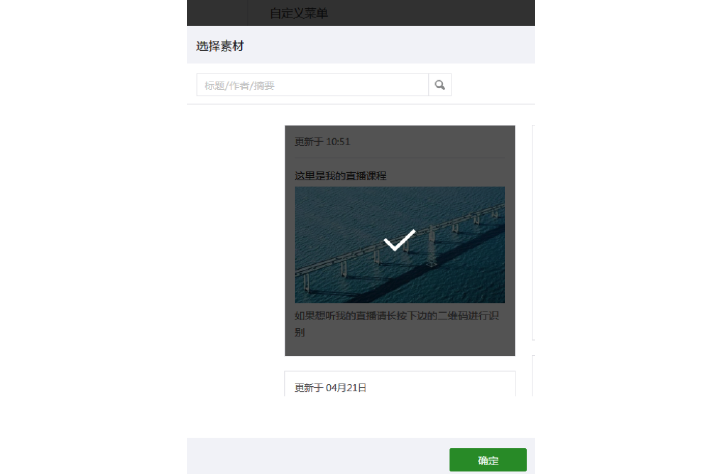 自定义菜单
选择素材
标题/作者/摘要
更新于 10:51
这里是我的直播课程
如果想听我的直播请长按下边的二维码进行识
别
更新于 04月21日
确定